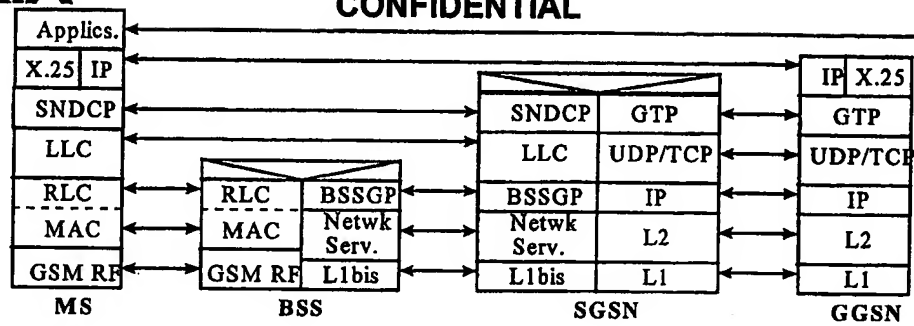 CONFIDENTIAL
Applics.
X.25 IP
SNDCP
LLC
RLC
MAC
GSM RF
MS
RLC BSSGP
MAC Netwk Serv.
GSM RF L1bis
BSS
SNDCP GTP
LLC UDP/TCP
BSSGP IP
Netwk Serv. L2
L1bis L1
SGSN
IP X.25
GTP
UDP/TCP
IP
L2
L1
GGSN